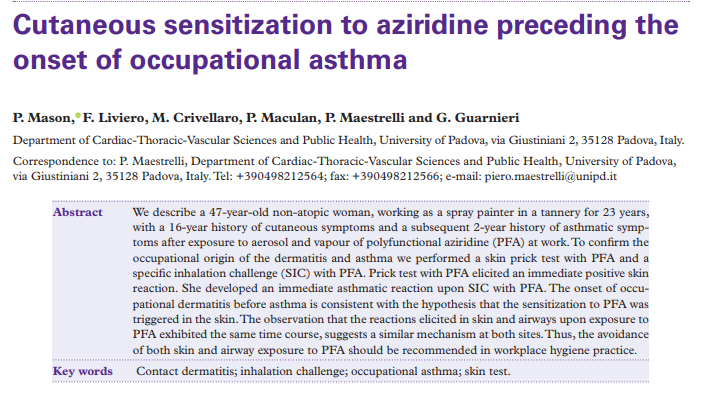 Cutaneous sensitization to aziridine preceding the
onset of occupational asthma
P. Mason, F. Liviero, M. Crivellaro, P. Maculan, P. Maestrelli and G. Guarnieri
Department of Cardiac-Thoracic-Vascular Sciences and Public Health, University of Padova, via Giustiniani 2, 35128 Padova, Italy.
Correspondence to: P. Maestrelli, Department of Cardiac-Thoracic-Vascular Sciences and Public Health, University of Padova,
via Giustiniani 2, 35128 Padova, Italy. Tel: +390498212564; fax: +390498212566; e-mail: piero.maestrelli@unipd.it
Abstract We describe a 47-year-old non-atopic woman, working as a spray painter in a tannery for 23 years,
with a 16-year history of cutaneous symptoms and a subsequent 2-year history of asthmatic symp-
toms after exposure to aerosol and vapour of polyfunctional aziridine (PFA) at work. To confirm the
occupational origin of the dermatitis and asthma we performed a skin prick test with PFA and a
specific inhalation challenge (SIC) with PFA. Prick test with PFA elicited an immediate positive skin
reaction. She developed an immediate asthmatic reaction upon SIC with PFA. The onset of occu-
pational dermatitis before asthma is consistent with the hypothesis that the sensitization to PFA was
triggered in the skin. The observation that the reactions elicited in skin and airways upon exposure to
PFA exhibited the same time course, suggests a similar mechanism at both sites. Thus, the avoidance
of both skin and airway exposure to PFA should be recommended in workplace hygiene practice.
Key words Contact dermatitis; inhalation challenge; occupational asthma; skin test.